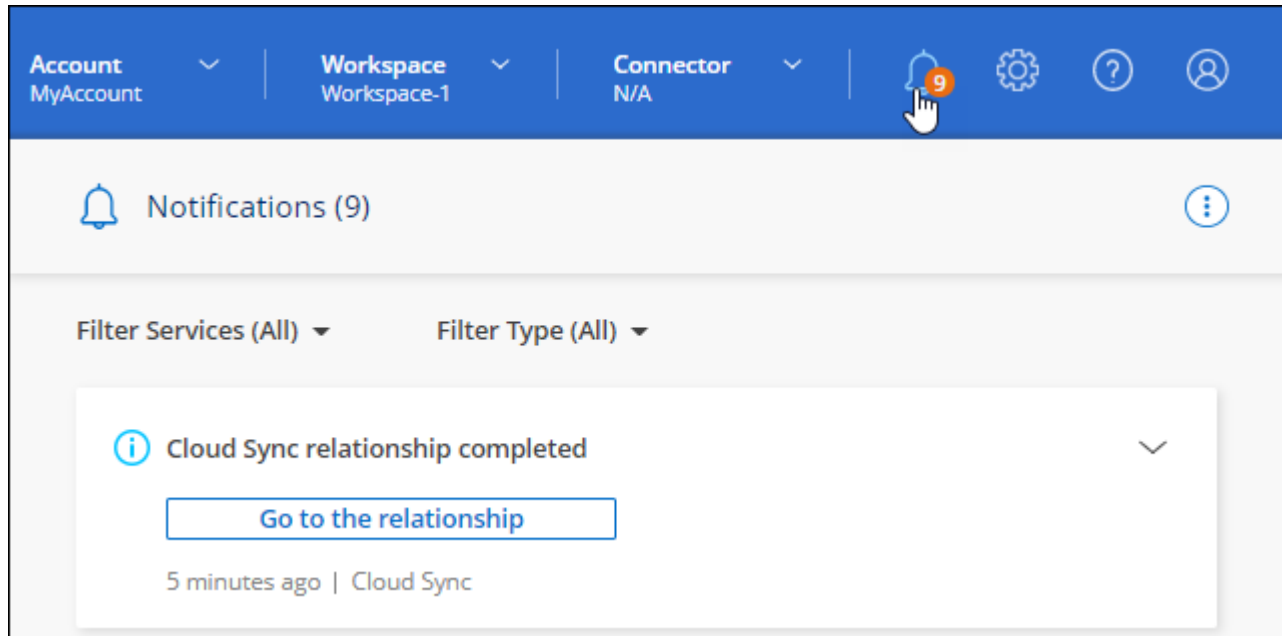 Account
MyAccount
Workspace
Workspace-1
Connector
N/A
9
Notifications (9)
Filter Services (All)
Filter Type (All)
Cloud Sync relationship completed
Go to the relationship
5 minutes ago | Cloud Sync